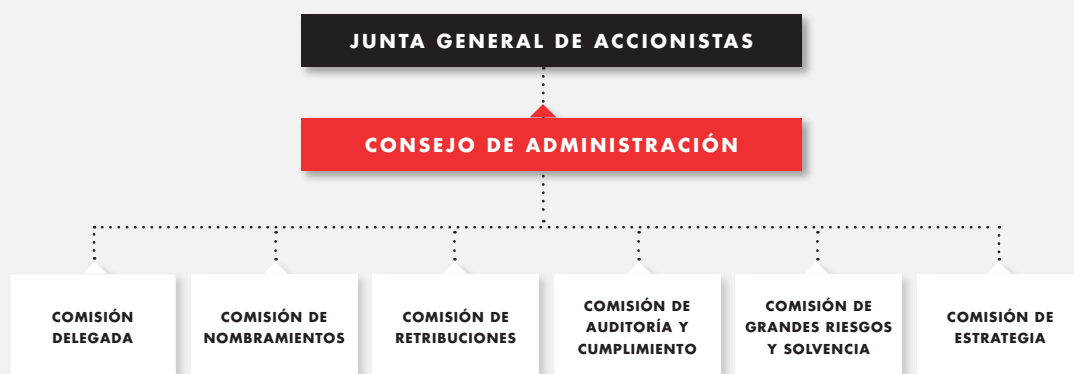 JUNTA GENERAL DE ACCIONISTAS
CONSEJO DE ADMINISTRACIÓN
COMISIÓN
DELEGADA
COMISIÓN DE
NOMBRAMIENTOS
COMISIÓN DE
RETRIBUCIONES
COMISIÓN DE
AUDITORÍA Y
CUMPLIMIENTO
COMISIÓN DE
GRANDES RIESGOS
Y SOLVENCIA
COMISIÓN DE
ESTRATEGIA